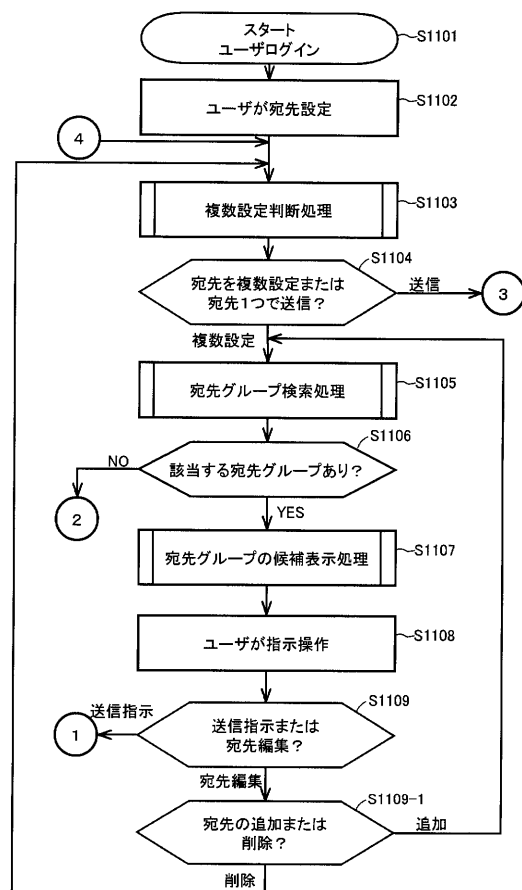 スタート
ユーザログイン
S1101
ユーザが宛先設定
S1102
4
複数設定判断処理
S1103
S1104
宛先を複数設定または
宛先1つで送信?
送信
3
複数設定
宛先グループ検索処理
S1105
S1106
該当する宛先グループあり?
NO
2
YES
宛先グループの候補表示処理
S1107
ユーザが指示操作
S1108
S1109
送信指示または
宛先編集?
送信指示
1
宛先編集
S1109-1
宛先の追加または
削除?
追加
削除